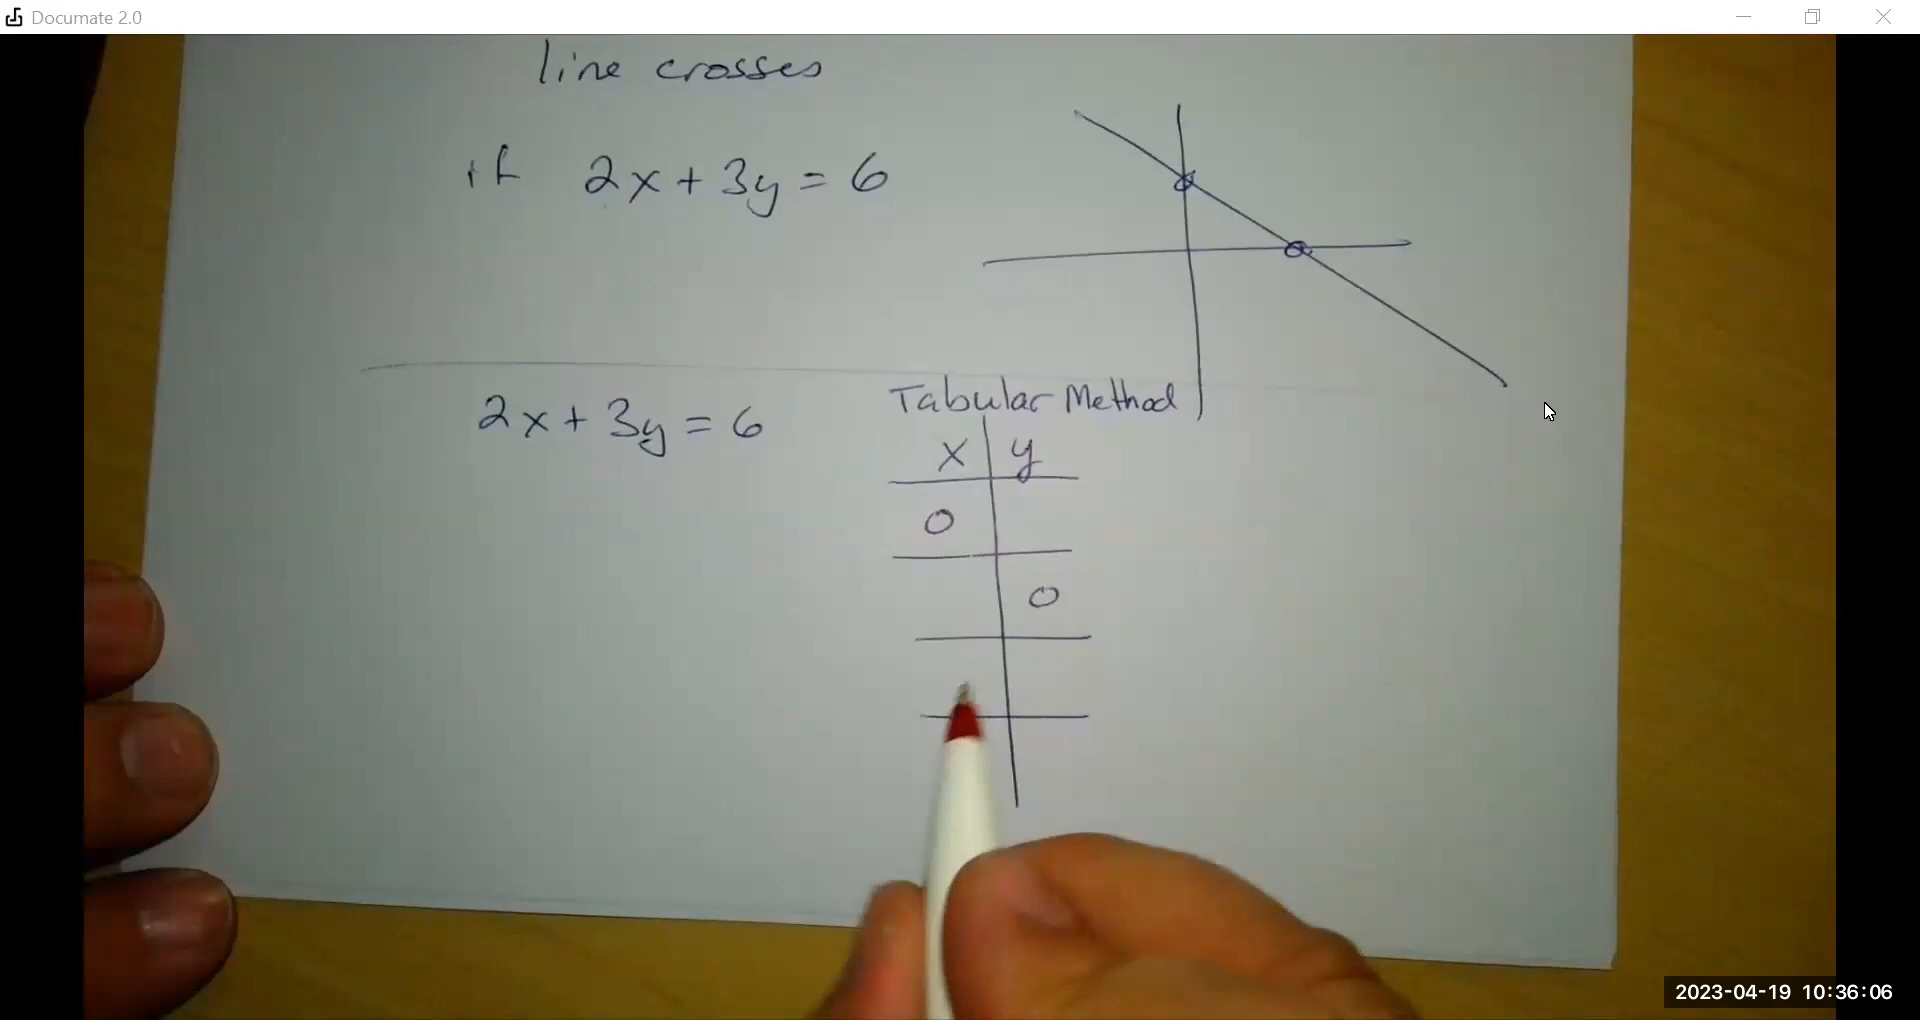 Documate 2.0
line crosses
if 2x + 3y = 6
2x + 3y = 6
Tabular Method
x y
0
0
2023-04-19 10:36:06